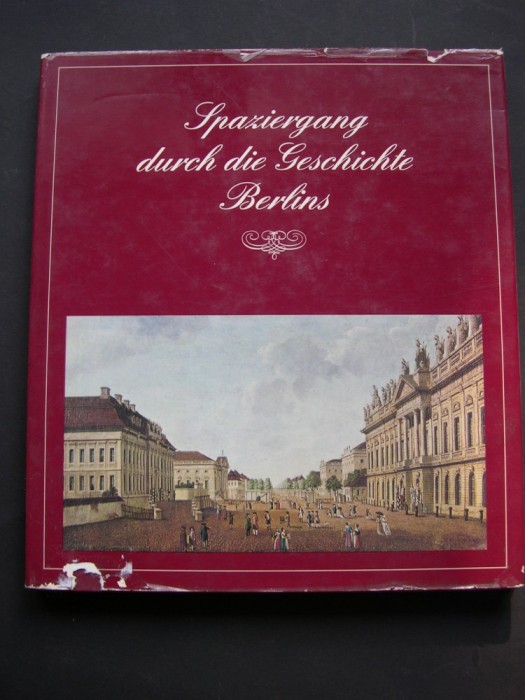 Spaziergang
durch die Geschichte
Berlins